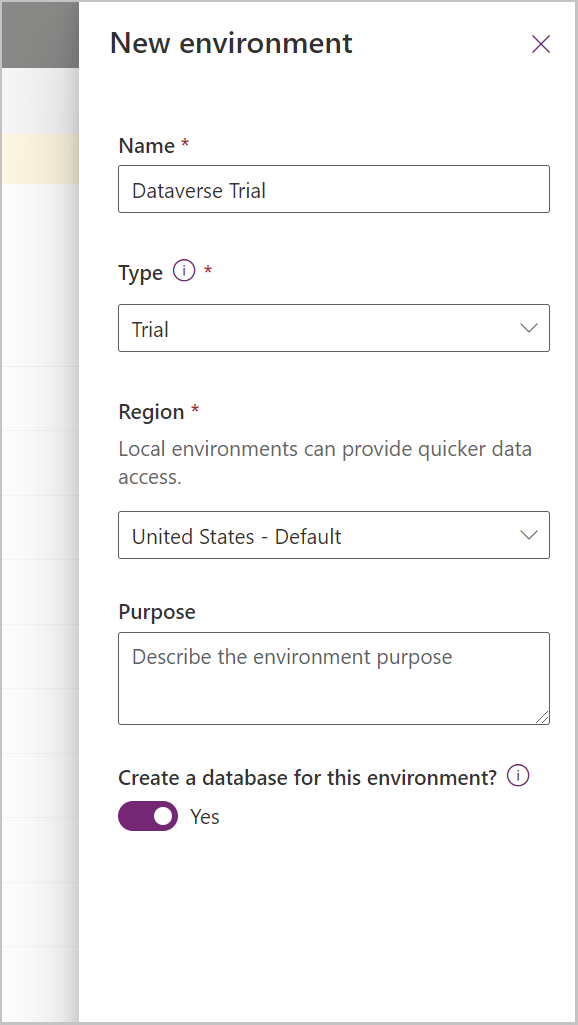 New environment
Name *
Dataverse Trial
Type *
Trial
Region *
Local environments can provide quicker data
access.
United States - Default
Purpose
Describe the environment purpose
Create a database for this environment?
Yes